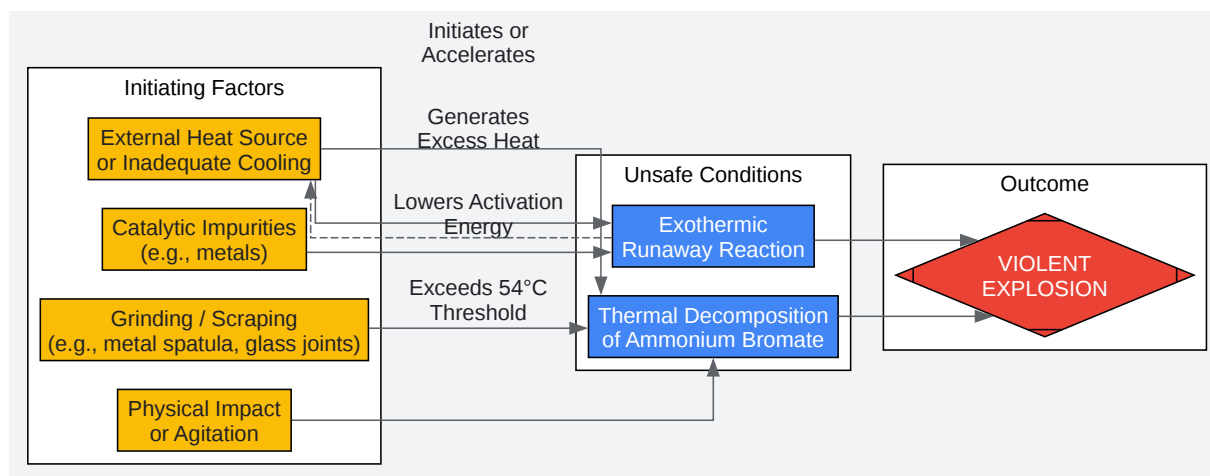 Initiates or
Accelerates
Initiating Factors
External Heat Source
or Inadequate Cooling
Catalytic Impurities
(e.g., metals)
Grinding / Scraping
(e.g., metal spatula, glass joints)
Physical Impact
or Agitation
Generates
Excess Heat
Lowers Activation
Energy
Exceeds 54°C
Threshold
Unsafe Conditions
Exothermic
Runaway Reaction
Thermal Decomposition
of Ammonium Bromate
Outcome
VIOLENT
EXPLOSION